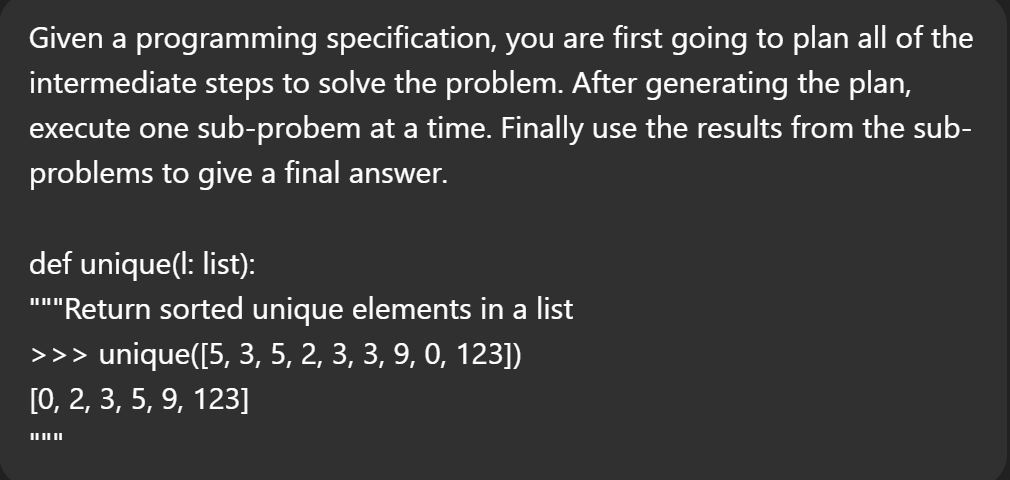 Given a programming specification, you are first going to plan all of the
intermediate steps to solve the problem. After generating the plan,
execute one sub-probem at a time. Finally use the results from the sub-
problems to give a final answer.
def unique(l: list):
"""Return sorted unique elements in a list
>>> unique([5, 3, 5, 2, 3, 3, 9, 0, 123])
[0, 2, 3, 5, 9, 123]
"""